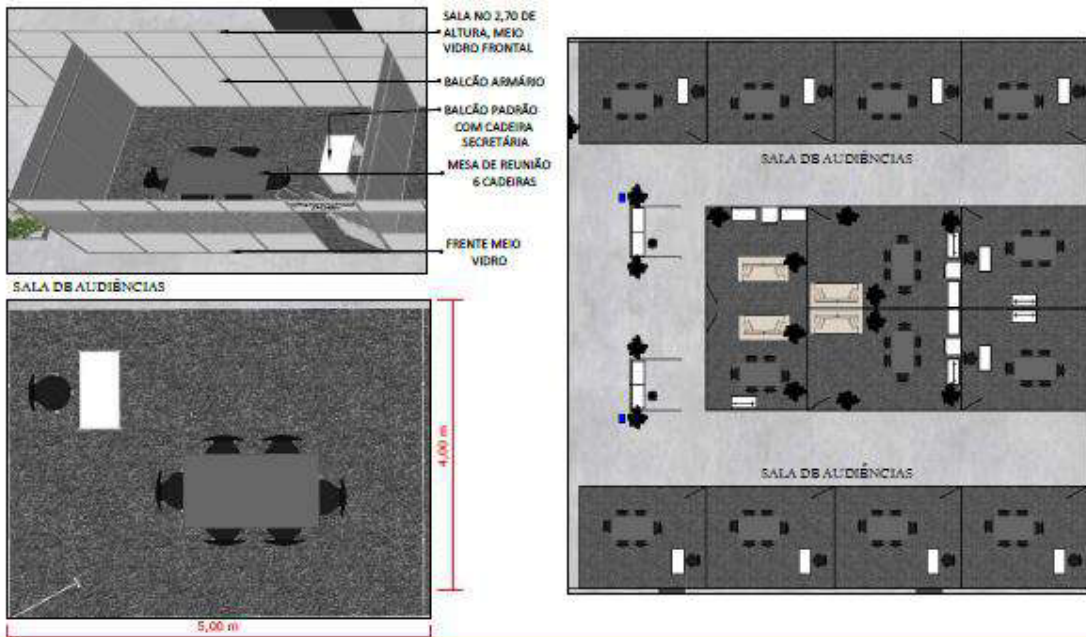 SALA NO 2,70 DE
ALTURA, MEIO
VIDRO FRONTAL
BALCÃO ARMÁRIO
BALCÃO PADRÃO
COM CADEIRA
SECRETÁRIA
MESA DE REUNIÃO
6 CADEIRAS
FRENTE MEIO
VIDRO
SALA DE AUDIÊNCIAS
4,00 m
5,00 m
SALA DE AUDIÊNCIAS
SALA DE AUDIÊNCIAS